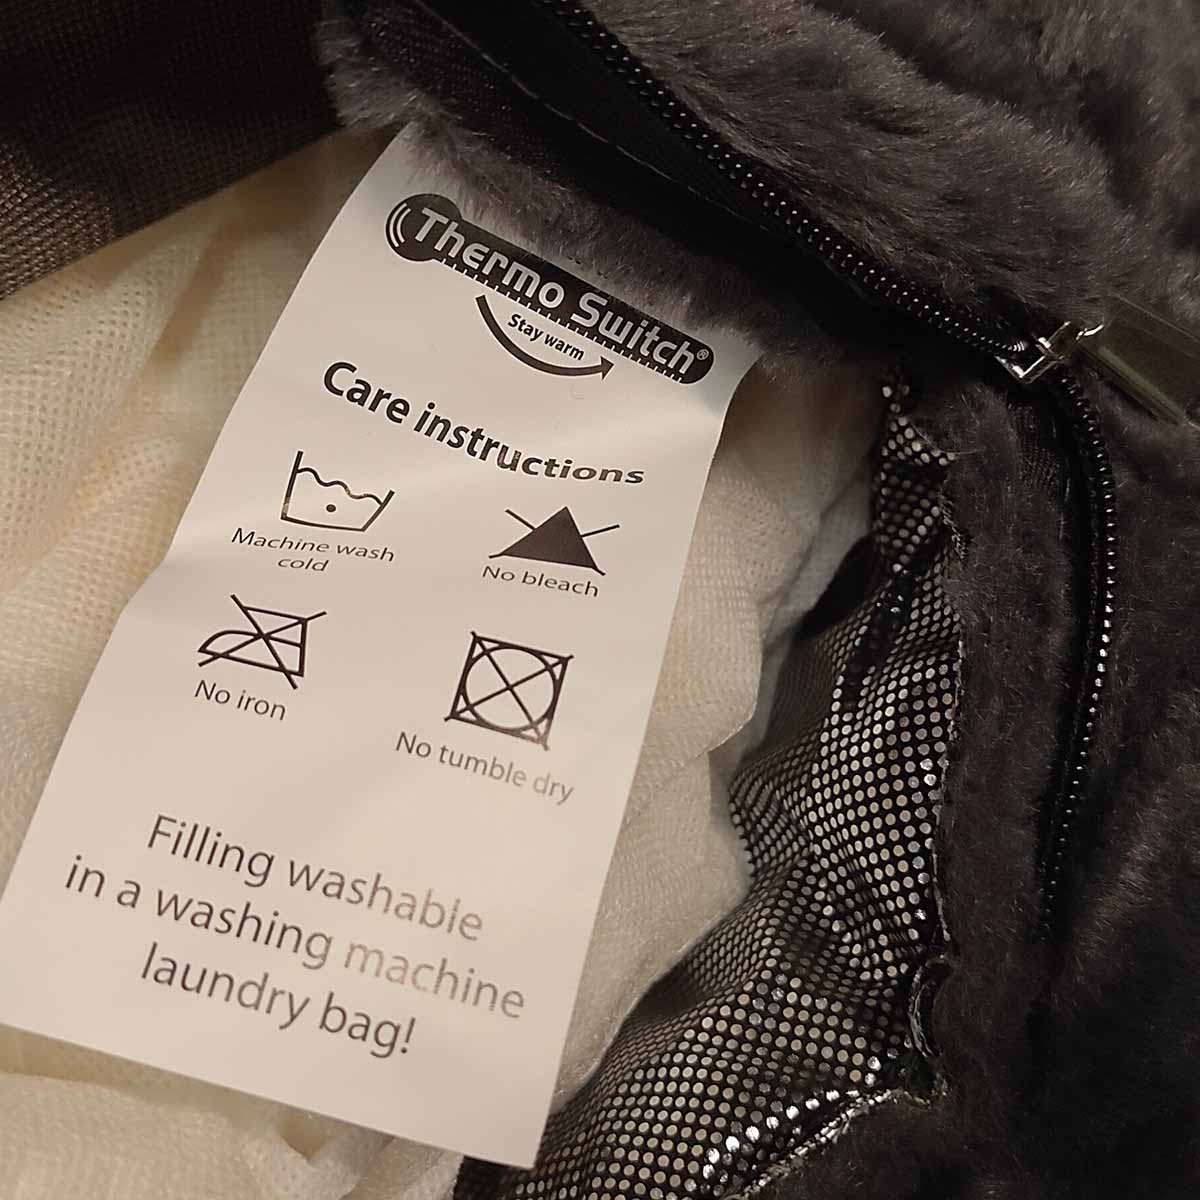 Thermo Switch®
Stay warm
Care instructions
Machine wash
cold
No bleach
No iron
No tumble dry
Filling washable
in a washing machine
laundry bag!